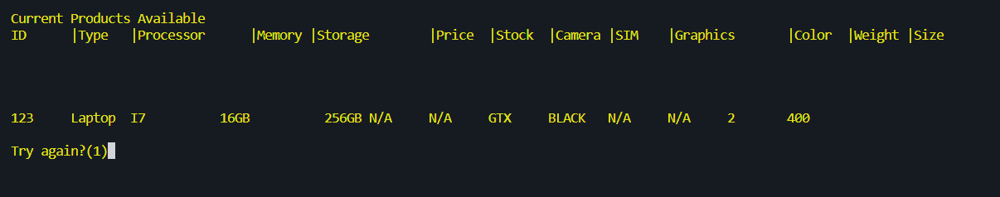 Current Products Available
ID |Type |Processor |Memory |Storage |Price |Stock |Camera |SIM |Graphics |Color |Weight |Size
123 Laptop I7 16GB 256GB N/A N/A GTX BLACK N/A N/A 2 400
Try again?(1)